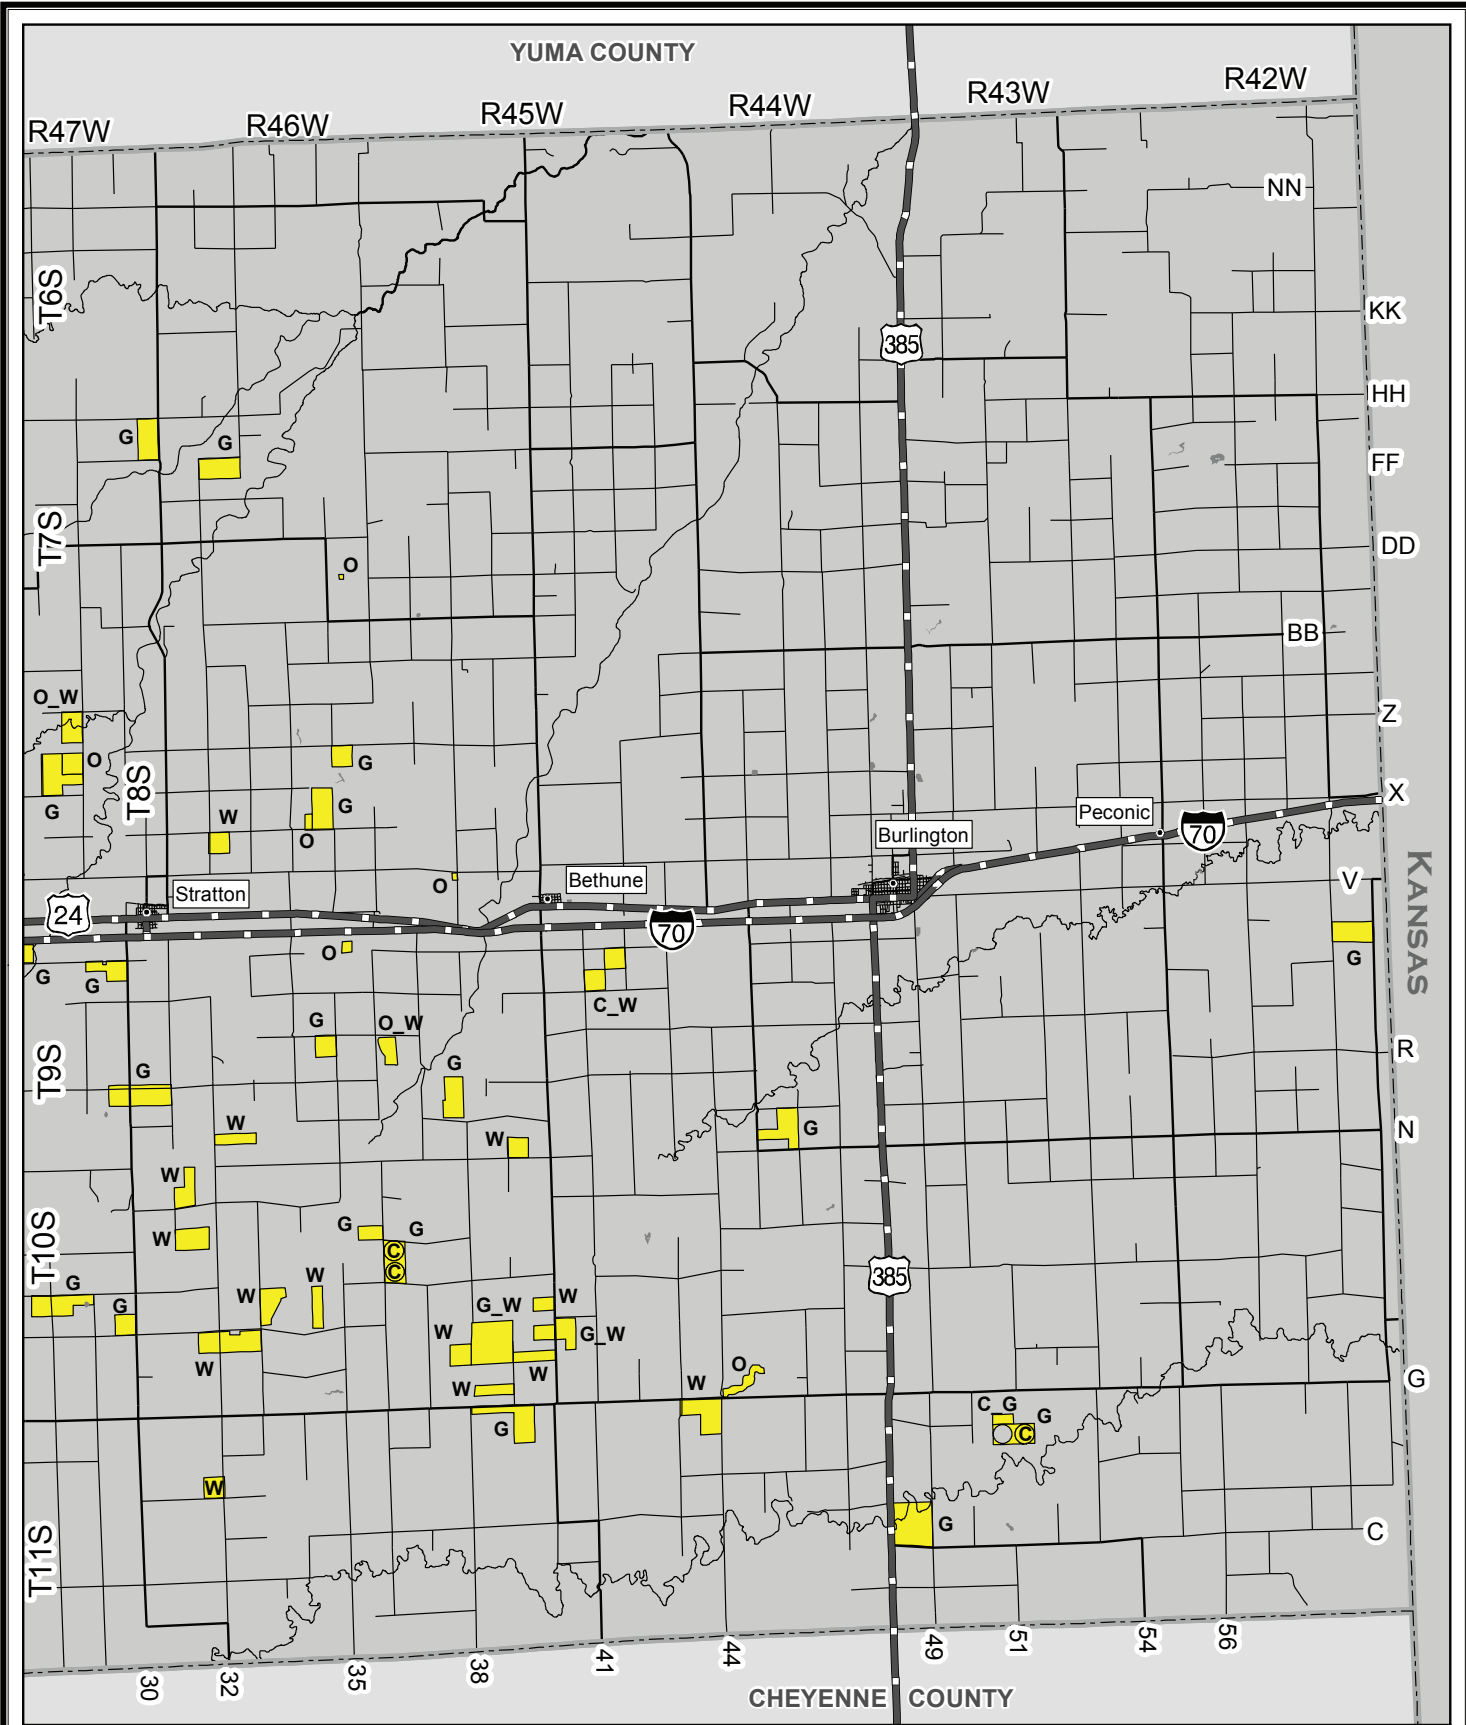 YUMA COUNTY
R47W
R46W
R45W
R44W
R43W
R42W
NN
T6S
KK
385
HH
G
G
FF
T7S
DD
O
BB
O_W
Z
O
G
T8S
X
G
W
G
Peconic
70
O
Burlington
V
O
Bethune
Stratton
24
70
KANSAS
O
G
G
G
C_W
G
O_W
R
T9S
G
G
W
G
N
W
W
T10S
W
G
G
C
C
385
G
G
W
W
G_W
W
W
G_W
W
W
W
O
W
G
G
C_G
G
C
W
G
C
T11S
30
32
35
38
41
44
49
51
54
56
CHEYENNE COUNTY